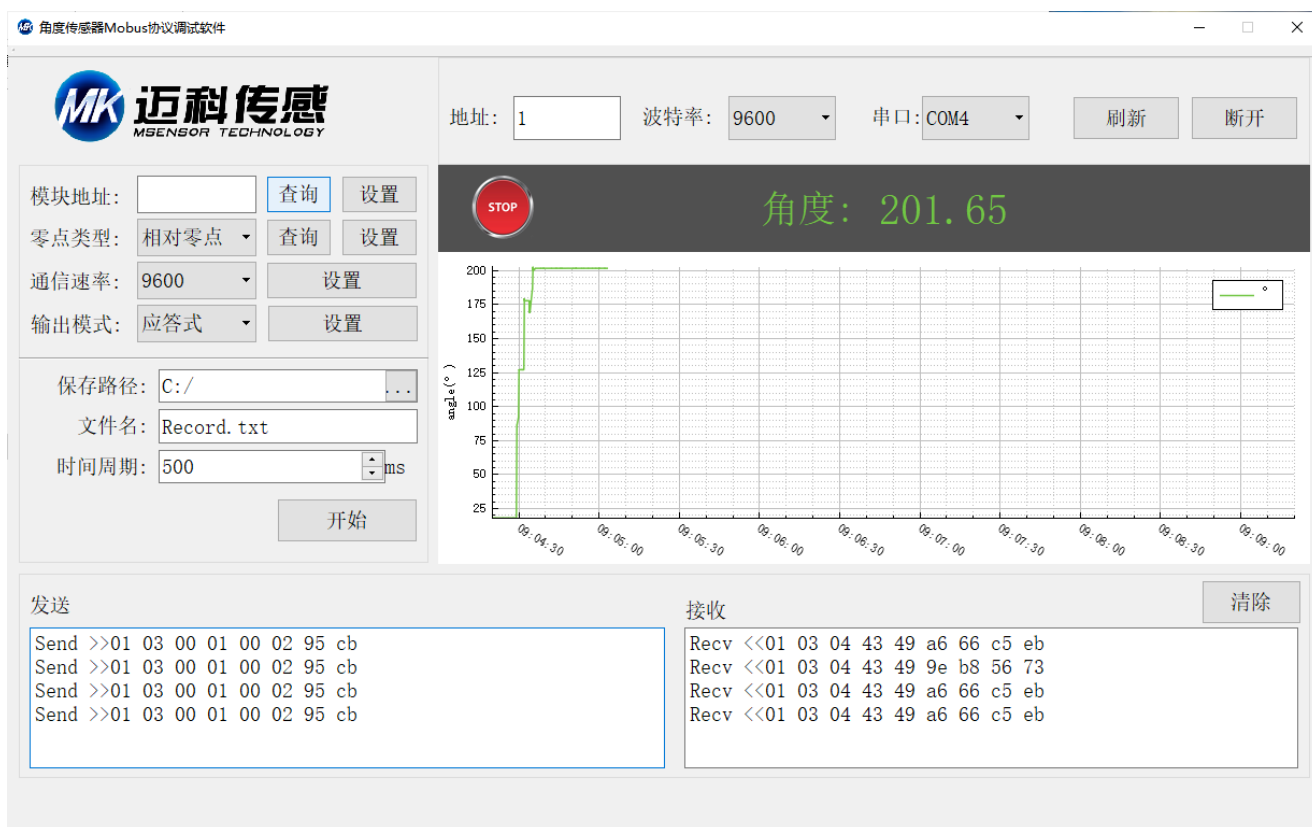 角度传感器Mobus协议调试软件
MK 迈科传感
MSENSOR TECHNOLOGY
地址: 1 波特率: 9600 串口: COM4 刷新 断开
模块地址: 查询 设置
零点类型: 相对零点 查询 设置
通信速率: 9600 设置
输出模式: 应答式 设置
保存路径: C:/ ...
文件名: Record.txt
时间周期: 500 ms
开始
STOP
角度: 201.65
200
175
150
125
100
75
50
25
angle(°)
°
09:04:30 09:05:00 09:05:30 09:06:00 09:06:30 09:07:00 09:07:30 09:08:00 09:08:30 09:09:00
发送
Send >>01 03 00 01 00 02 95 cb
Send >>01 03 00 01 00 02 95 cb
Send >>01 03 00 01 00 02 95 cb
Send >>01 03 00 01 00 02 95 cb
接收
清除
Recv <<01 03 04 43 49 a6 66 c5 eb
Recv <<01 03 04 43 49 9e b8 56 73
Recv <<01 03 04 43 49 a6 66 c5 eb
Recv <<01 03 04 43 49 a6 66 c5 eb